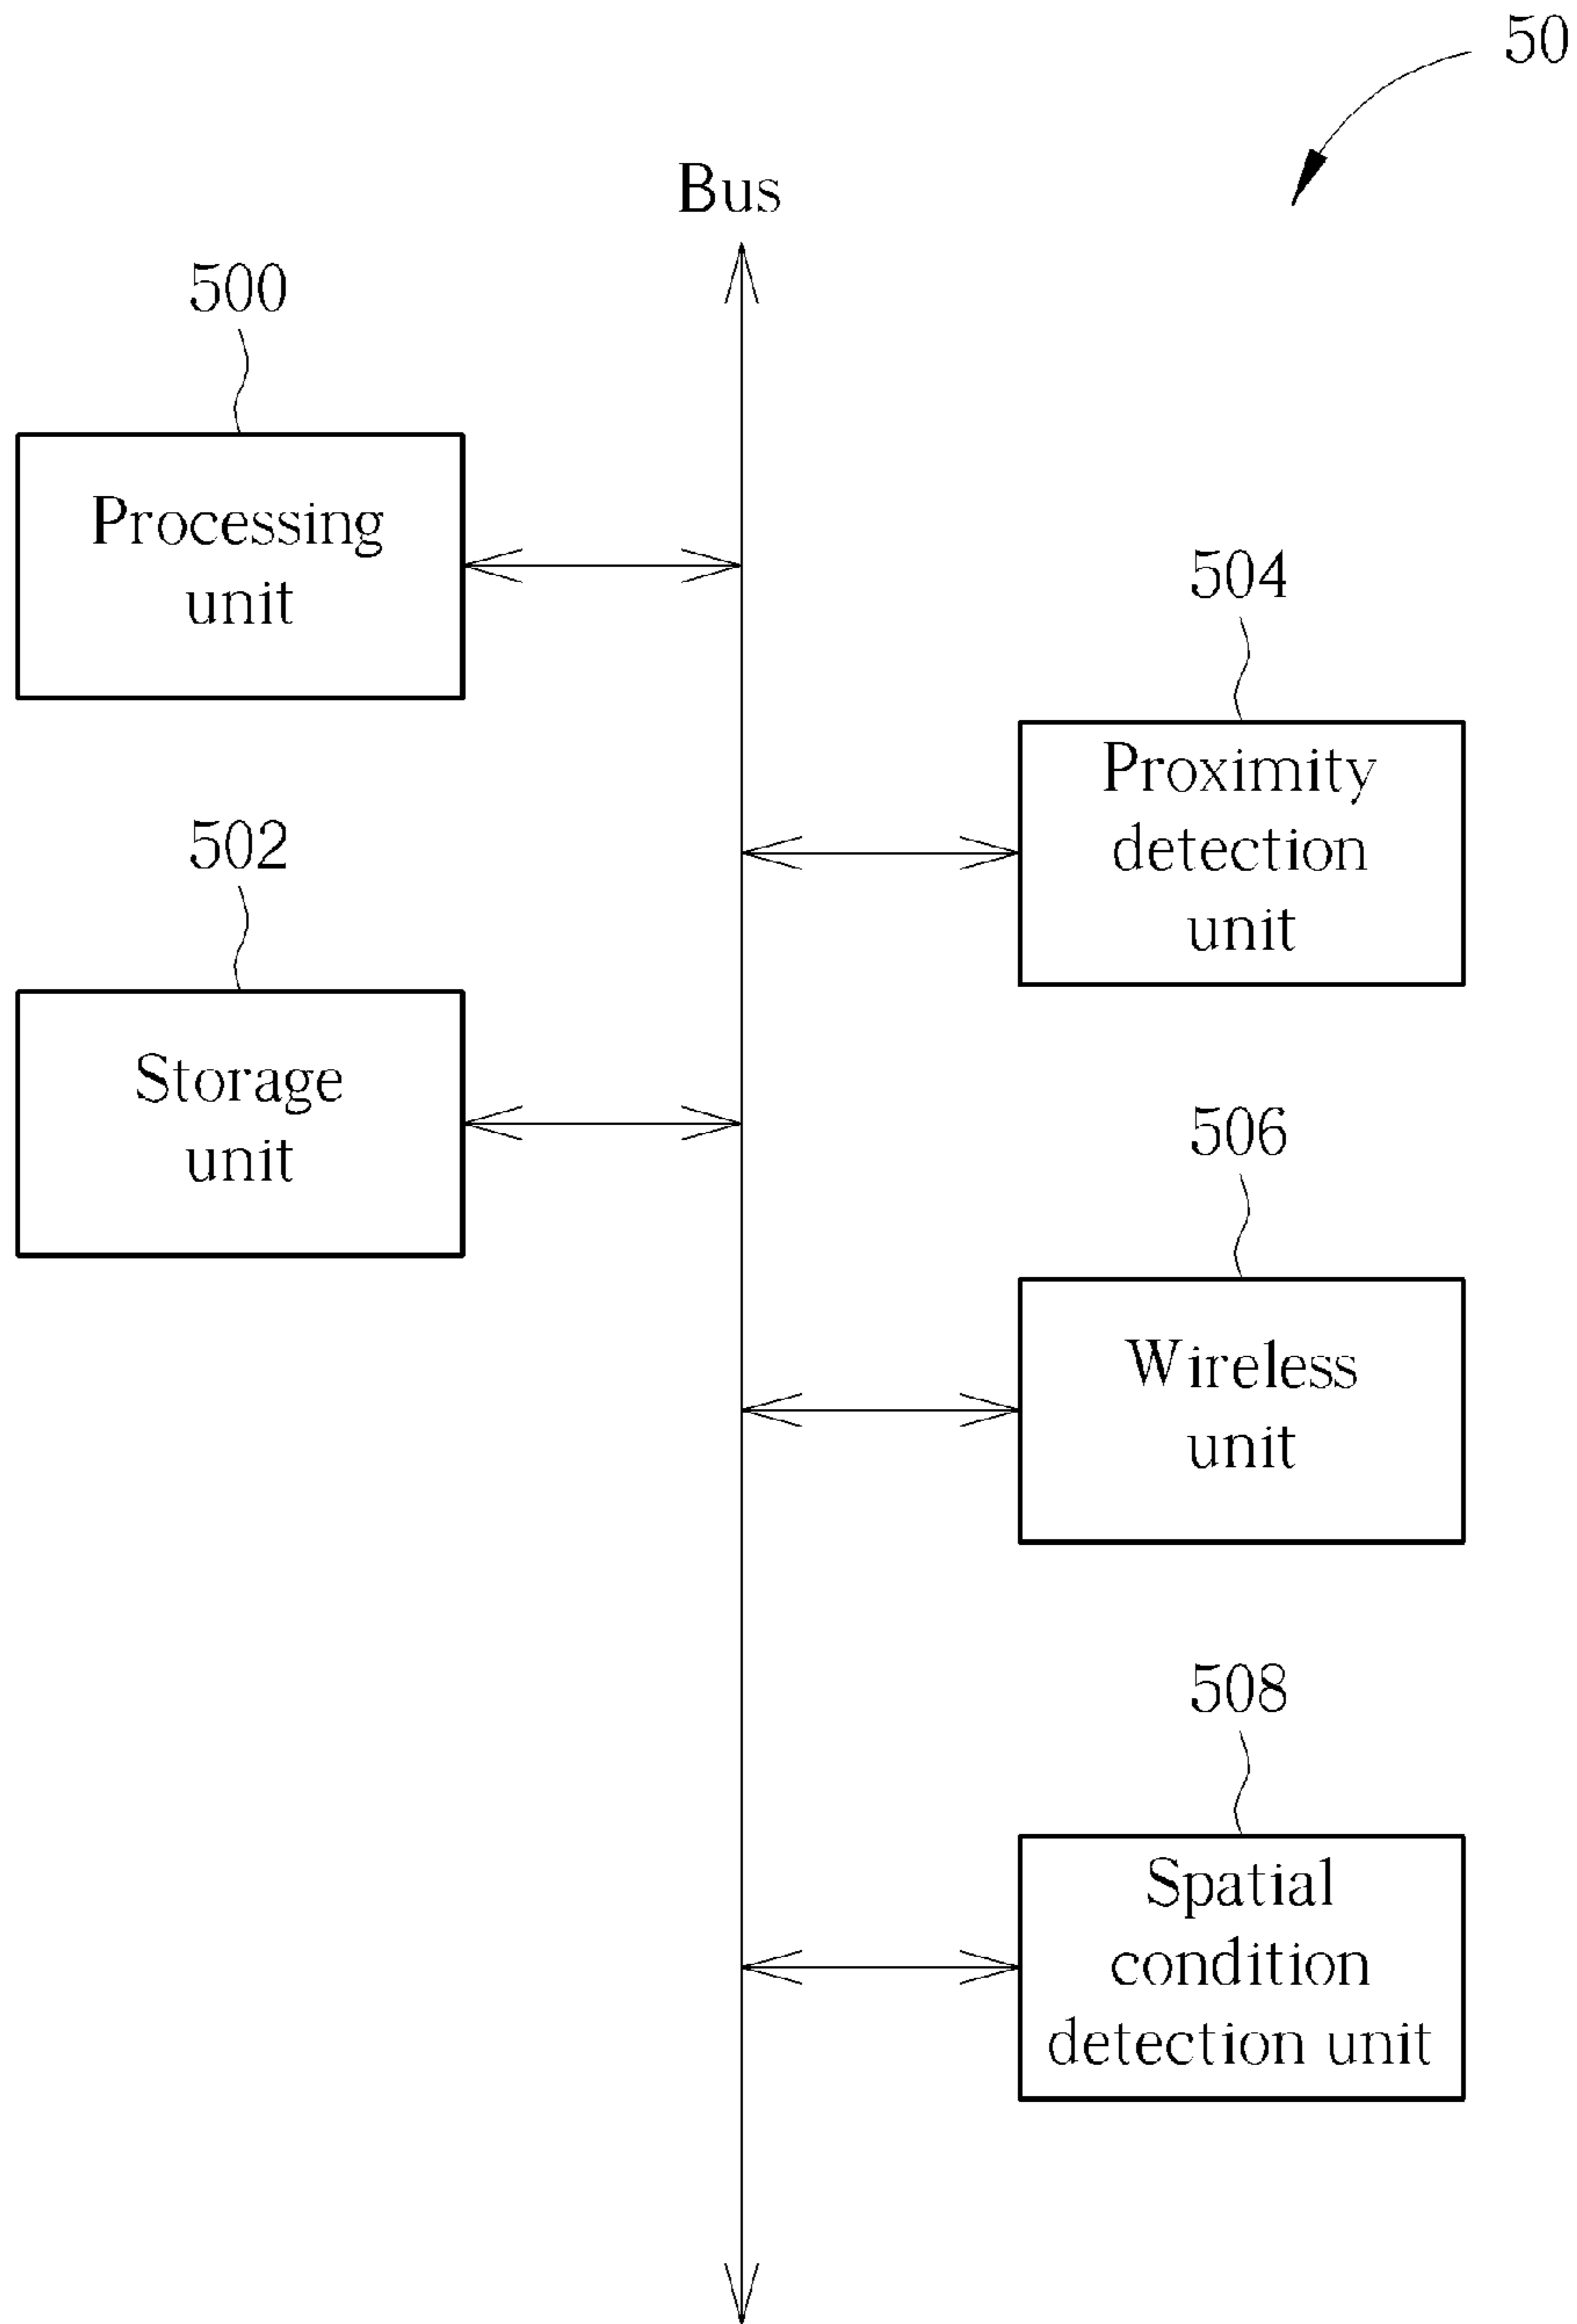 50
Bus
500
Processing
unit
504
Proximity
detection
unit
502
Storage
unit
506
Wireless
unit
508
Spatial
condition
detection unit